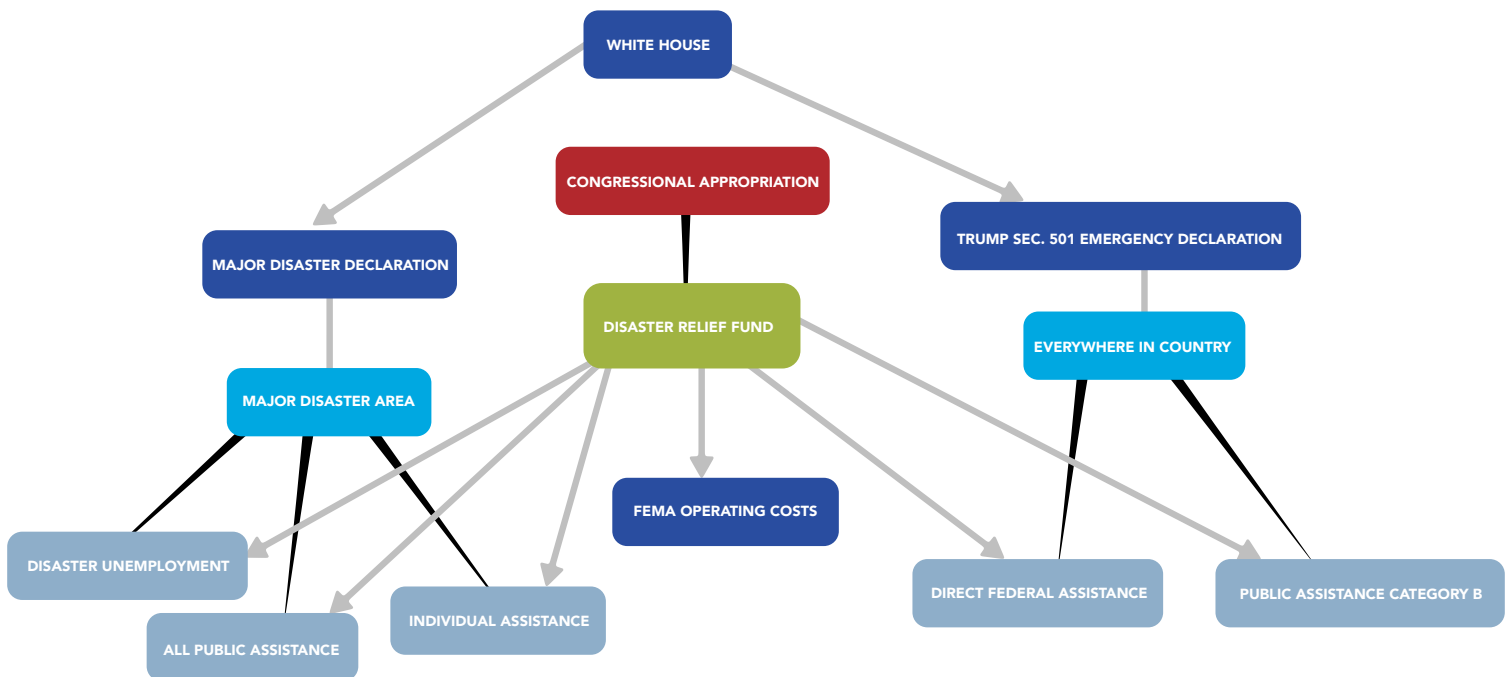 WHITE HOUSE
CONGRESSIONAL APPROPRIATION
MAJOR DISASTER DECLARATION
TRUMP SEC. 501 EMERGENCY DECLARATION
DISASTER RELIEF FUND
EVERYWHERE IN COUNTRY
MAJOR DISASTER AREA
FEMA OPERATING COSTS
DISASTER UNEMPLOYMENT
ALL PUBLIC ASSISTANCE
INDIVIDUAL ASSISTANCE
DIRECT FEDERAL ASSISTANCE
PUBLIC ASSISTANCE CATEGORY B